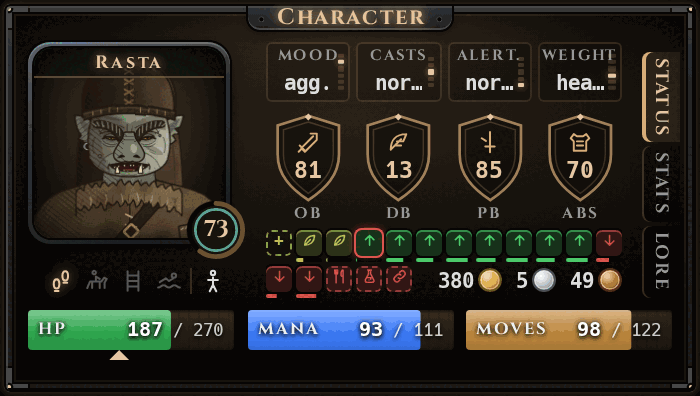 CHARACTER
RASTA
73
MOOD CASTS ALERT. WEIGHT
agg. nor… nor… hea…
81 13 85 70
OB DB PB ABS
380 5 49
STATUS
STATS
LORE
HP 187 / 270
MANA 93 / 111
MOVES 98 / 122